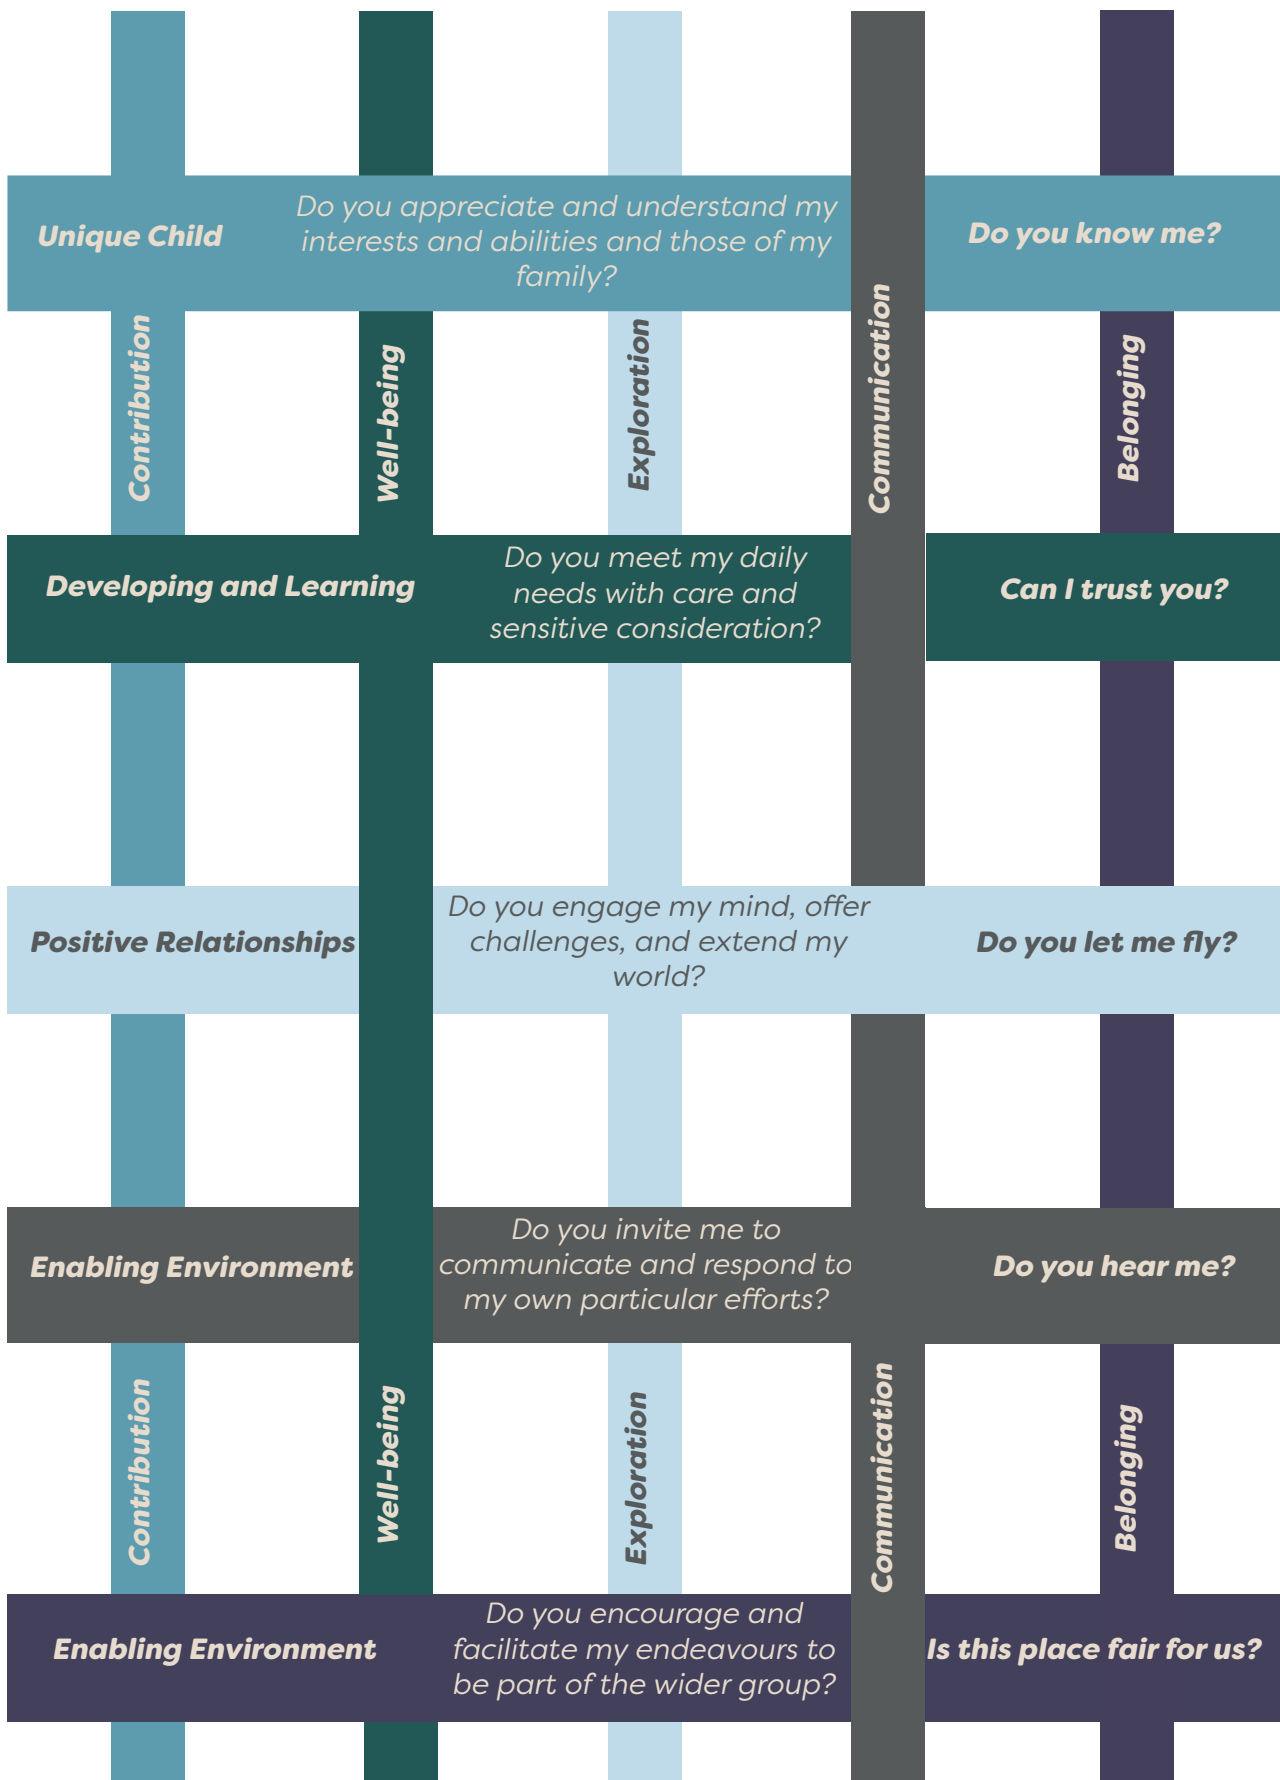 Unique Child
Do you appreciate and understand my
interests and abilities and those of my
family?
Do you know me?
Contribution
Well-being
Exploration
Communication
Belonging
Developing and Learning
Do you meet my daily
needs with care and
sensitive consideration?
Can I trust you?
Positive Relationships
Do you engage my mind, offer
challenges, and extend my
world?
Do you let me fly?
Enabling Environment
Do you invite me to
communicate and respond to
my own particular efforts?
Do you hear me?
Contribution
Well-being
Exploration
Communication
Belonging
Enabling Environment
Do you encourage and
facilitate my endeavours to
be part of the wider group?
Is this place fair for us?